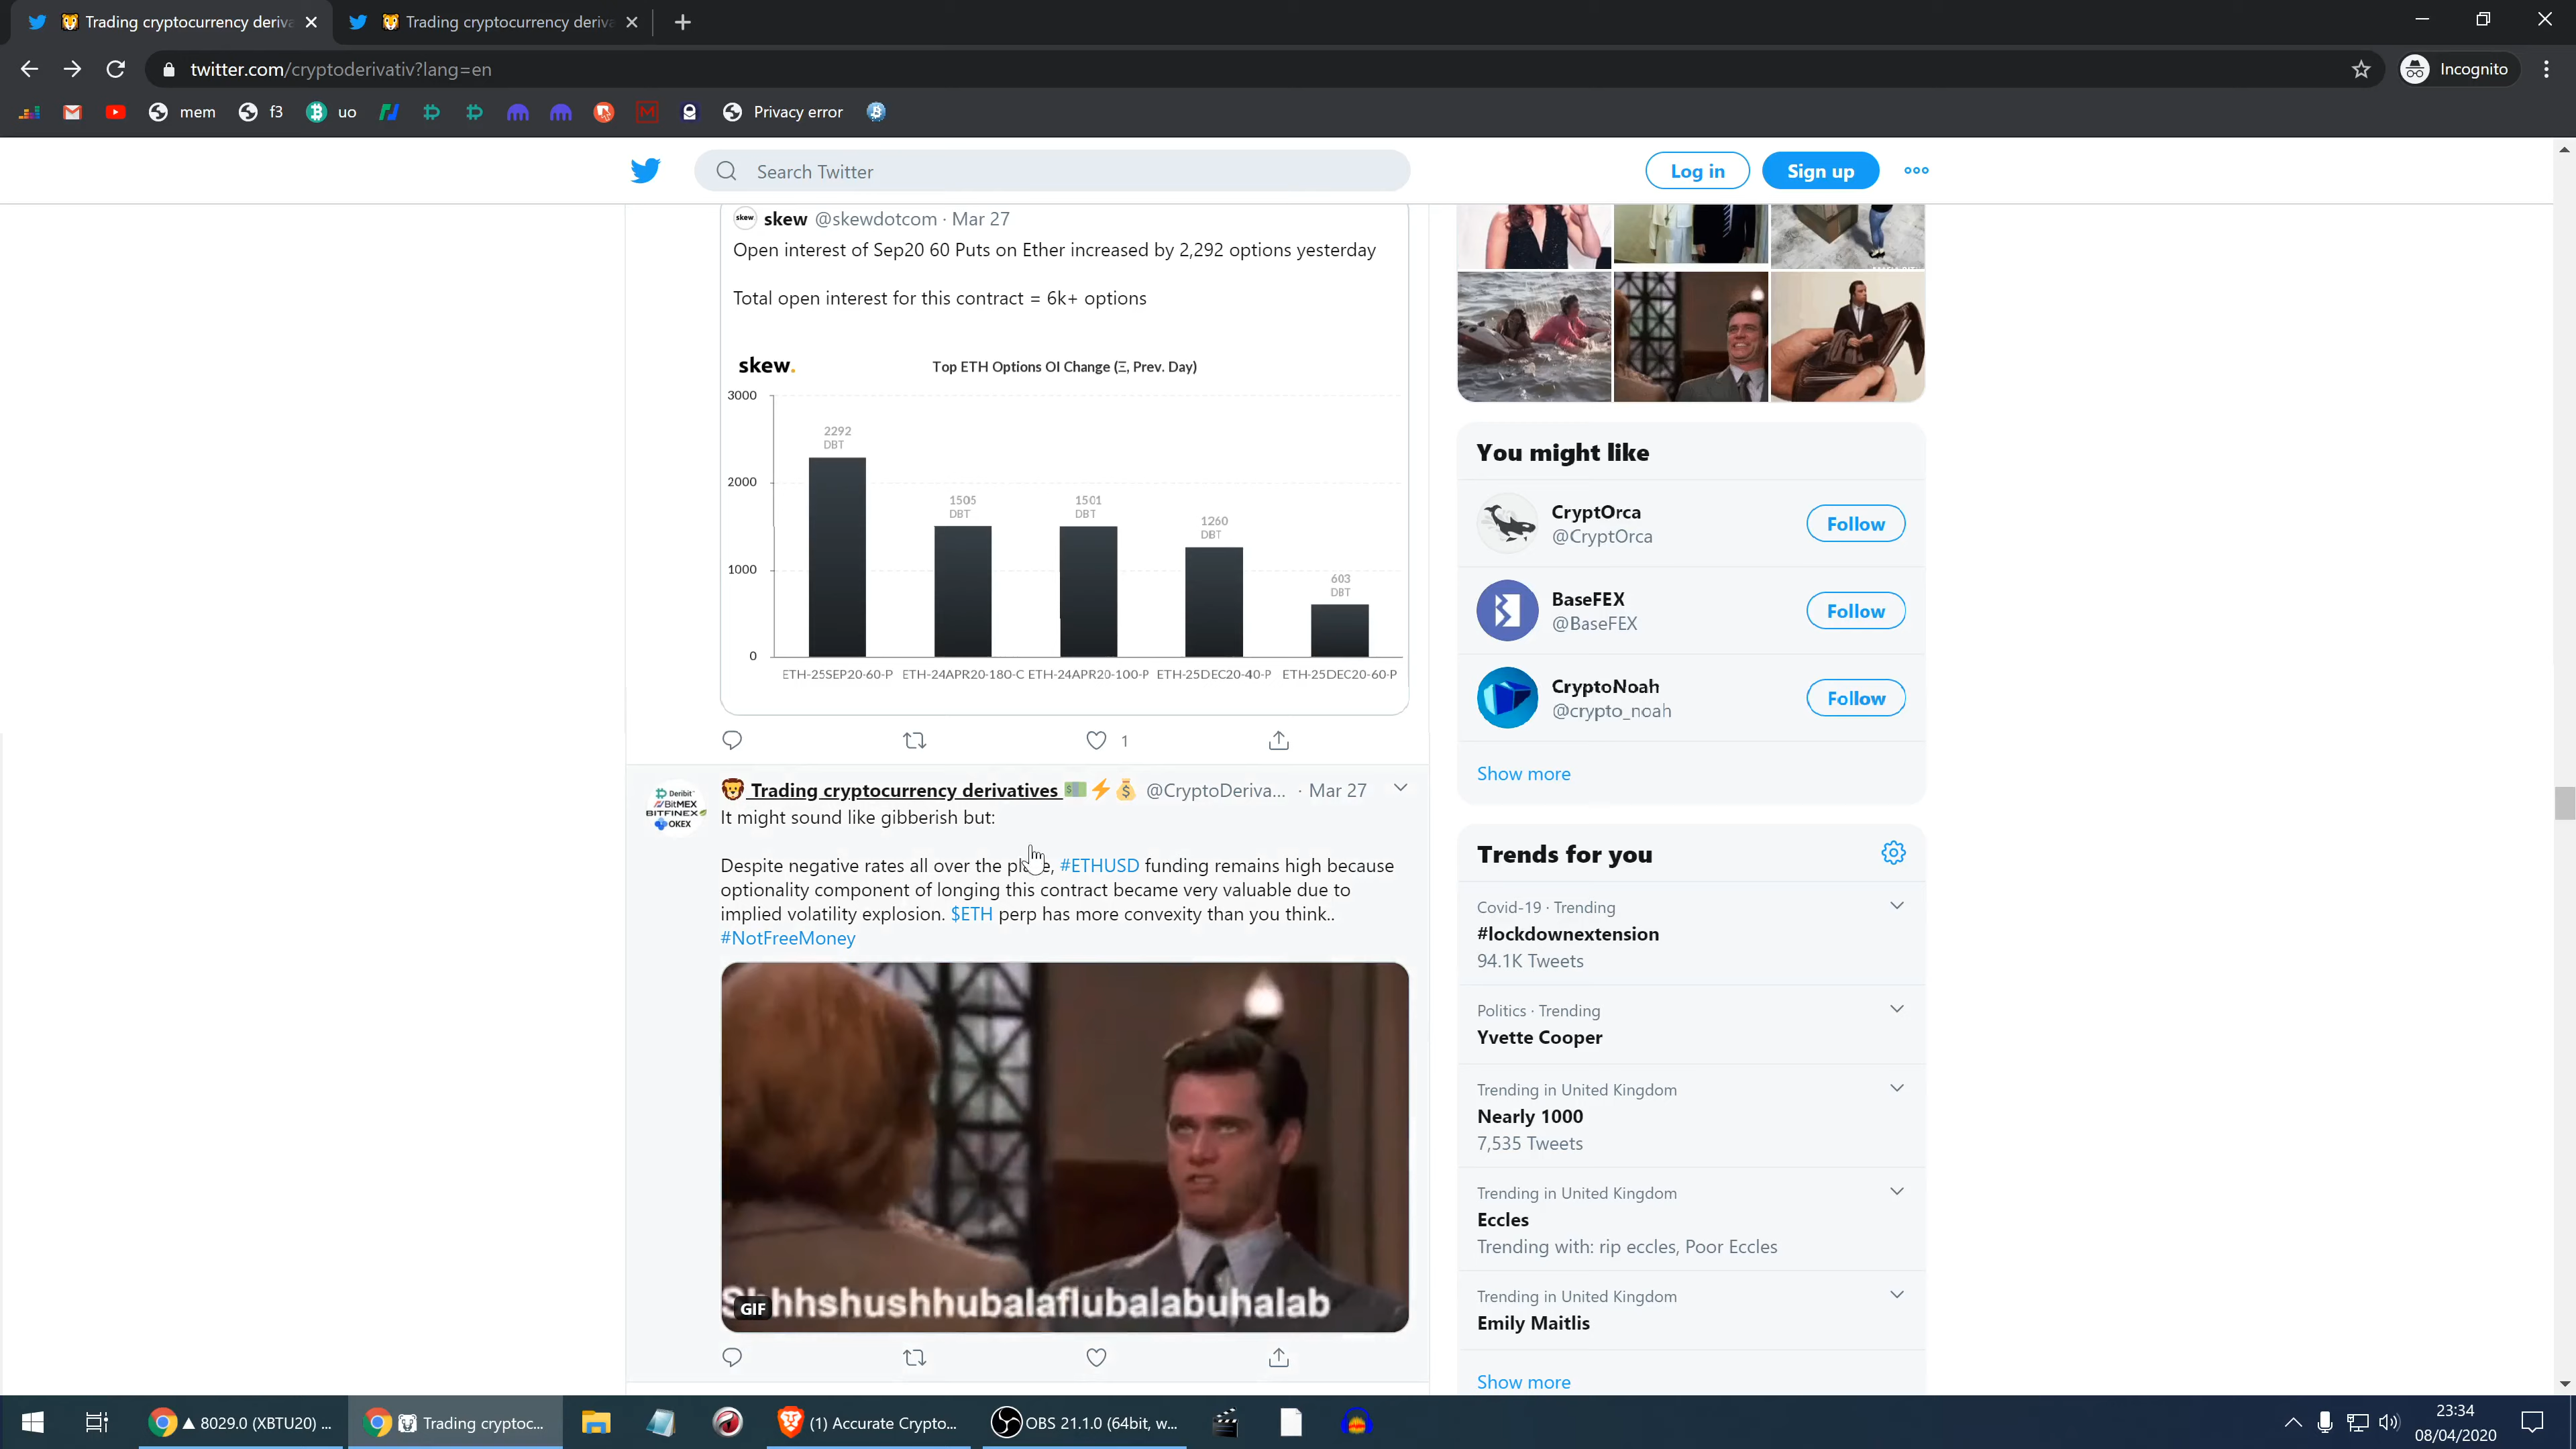 Trading cryptocurrency deriva
Trading cryptocurrency deriva
twitter.com/cryptoderivativ?lang=en
Incognito
mem
f3
uo
Privacy error
Search Twitter
Log in
Sign up
skew
skew @skewdotcom · Mar 27
Open interest of Sep20 60 Puts on Ether increased by 2,292 options yesterday
Total open interest for this contract = 6k+ options
skew.
Top ETH Options OI Change (Ξ, Prev. Day)
3000
2000
1000
0
2292
DBT
1505
DBT
1501
DBT
1260
DBT
603
DBT
ETH-25SEP20-60-P
ETH-24APR20-180-C
ETH-24APR20-100-P
ETH-25DEC20-40-P
ETH-25DEC20-60-P
1
Deribit
BitMEX
BITFINEX
OKEX
Trading cryptocurrency derivatives @CryptoDeriva... · Mar 27
It might sound like gibberish but:
Despite negative rates all over the place, #ETHUSD funding remains high because
optionality component of longing this contract became very valuable due to
implied volatility explosion. $ETH perp has more convexity than you think..
#NotFreeMoney
Shhhshushhubalaflubalabuhalab
GIF
You might like
CryptOrca
@CryptOrca
Follow
BaseFEX
@BaseFEX
Follow
CryptoNoah
@crypto_noah
Follow
Show more
Trends for you
Covid-19 · Trending
#lockdownextension
94.1K Tweets
Politics · Trending
Yvette Cooper
Trending in United Kingdom
Nearly 1000
7,535 Tweets
Trending in United Kingdom
Eccles
Trending with: rip eccles, Poor Eccles
Trending in United Kingdom
Emily Maitlis
Show more
▲ 8029.0 (XBTU20) ...
Trading cryptoc...
(1) Accurate Crypto...
OBS 21.1.0 (64bit, w...
23:34
08/04/2020